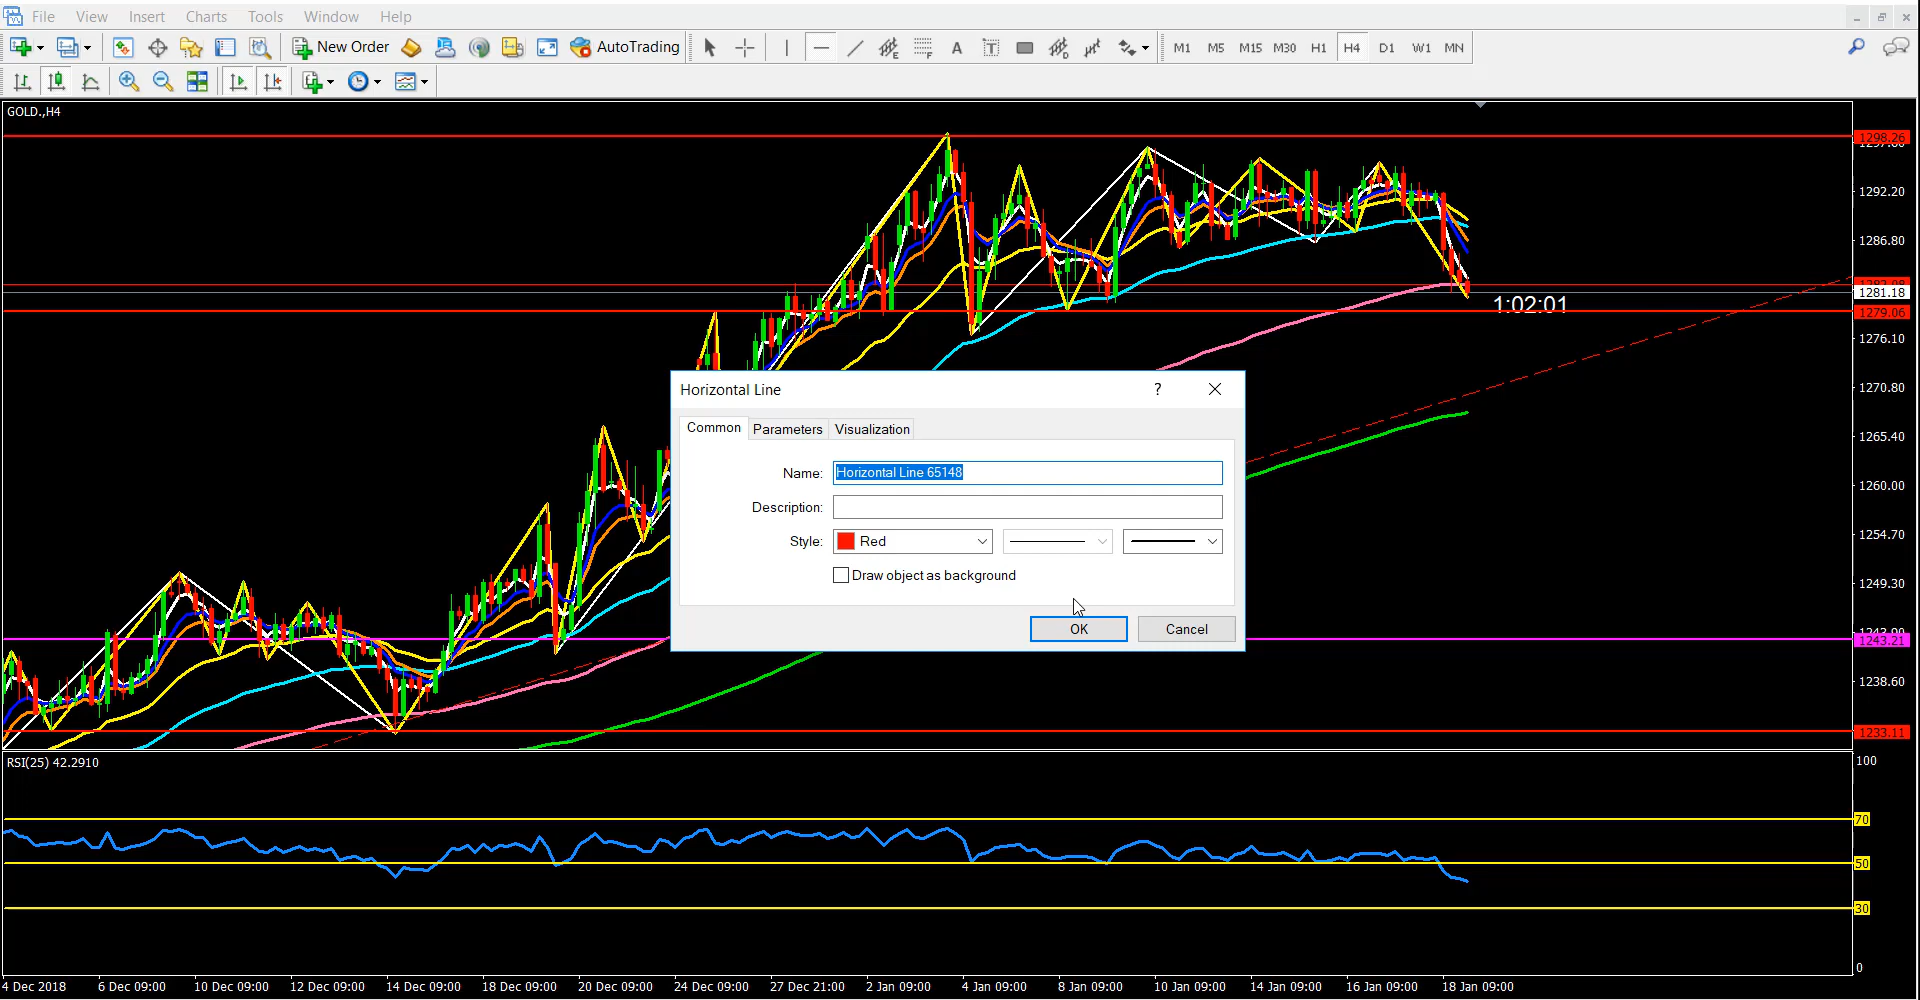 File View Insert Charts Tools Window Help
New Order AutoTrading A T M1 M5 M15 M30 H1 H4 D1 W1 MN
GOLD.,H4
1298.26
1292.20
1286.80
1281.18
1279.06
1:02:01
1276.10
1270.80
1265.40
1260.00
1254.70
1249.30
1243.21
1238.60
1233.11
Horizontal Line ?
Common Parameters Visualization
Name: Horizontal Line 65148
Description:
Style: Red
Draw object as background
OK Cancel
RSI(25) 42.2910
100
70
50
30
0
4 Dec 2018 6 Dec 09:00 10 Dec 09:00 12 Dec 09:00 14 Dec 09:00 18 Dec 09:00 20 Dec 09:00 24 Dec 09:00 27 Dec 21:00 2 Jan 09:00 4 Jan 09:00 8 Jan 09:00 10 Jan 09:00 14 Jan 09:00 16 Jan 09:00 18 Jan 09:00